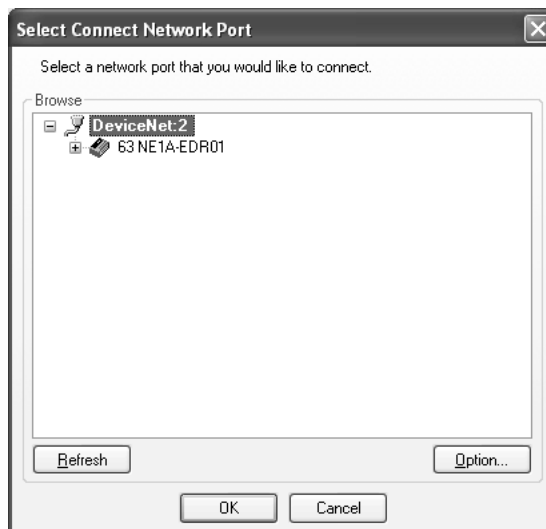 Select Connect Network Port
Select a network port that you would like to connect.
Browse
DeviceNet:2
63 NE1A-EDR01
Refresh
Option...
OK
Cancel